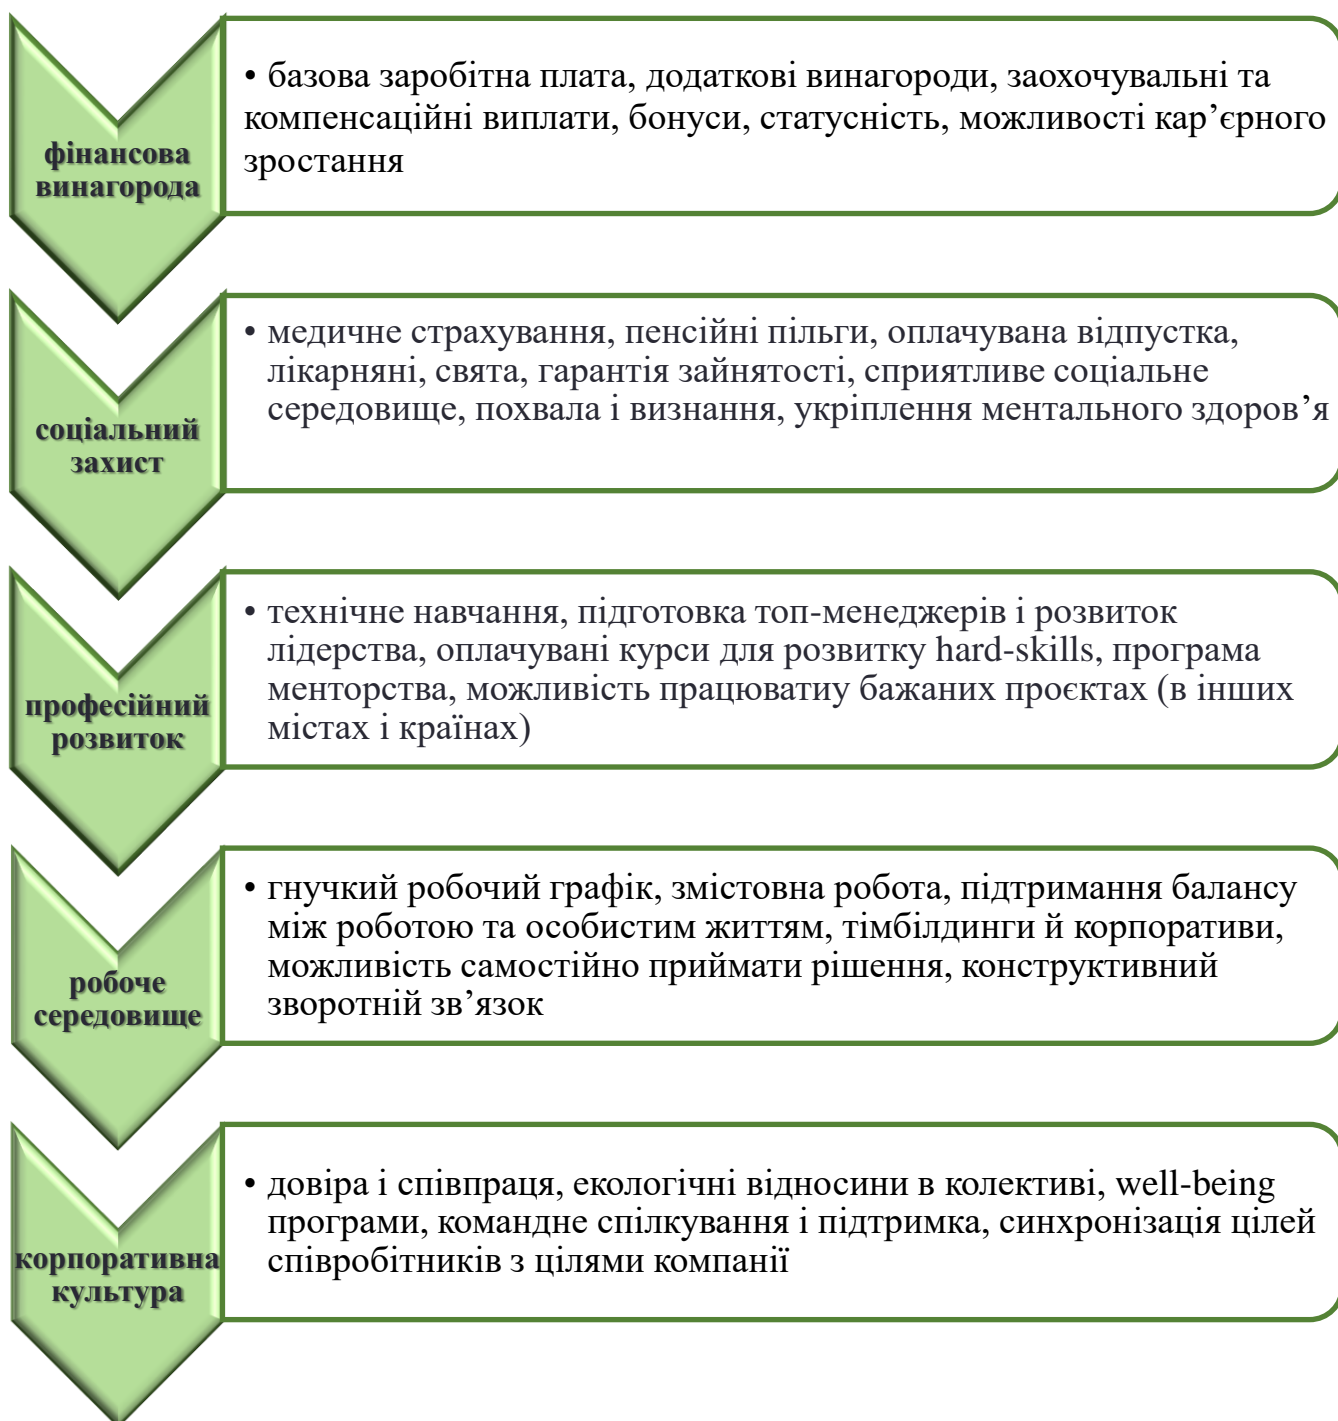 фінансова
винагорода
• базова заробітна плата, додаткові винагороди, заохочувальні та
компенсаційні виплати, бонуси, статусність, можливості кар’єрного
зростання
соціальний
захист
• медичне страхування, пенсійні пільги, оплачувана відпустка,
лікарняні, свята, гарантія зайнятості, сприятливе соціальне
середовище, похвала і визнання, укріплення ментального здоров’я
професійний
розвиток
• технічне навчання, підготовка топ-менеджерів і розвиток
лідерства, оплачувані курси для розвитку hard-skills, програма
менторства, можливість працюватиу бажаних проєктах (в інших
містах і країнах)
робоче
середовище
• гнучкий робочий графік, змістовна робота, підтримання балансу
між роботою та особистим життям, тімбілдинги й корпоративи,
можливість самостійно приймати рішення, конструктивний
зворотній зв’язок
корпоративна
культура
• довіра і співпраця, екологічні відносини в колективі, well-being
програми, командне спілкування і підтримка, синхронізація цілей
співробітників з цілями компанії